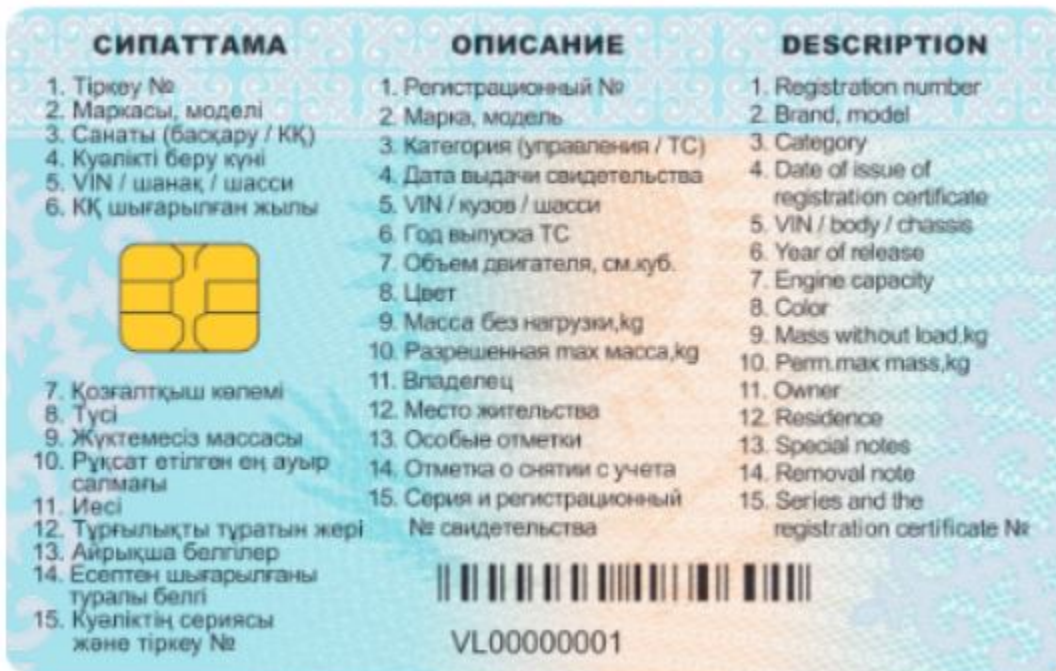 СИПАТТАМА
1. Тіркеу №
2. Маркасы, моделі
3. Санаты (басқару / КҚ)
4. Куәлікті беру күні
5. VIN / шанақ / шасси
6. КҚ шығарылған жылы
7. Қозғалтқыш көлемі
8. Түсі
9. Жүктемесіз массасы
10. Рұқсат етілген ең ауыр
салмағы
11. Иесі
12. Тұрғылықты тұратын жері
13. Айрықша белгілер
14. Есептен шығарылғаны
туралы белгі
15. Куәліктің сериясы
және тіркеу №
ОПИСАНИЕ
1. Регистрационный №
2. Марка, модель
3. Категория (управления / ТС)
4. Дата выдачи свидетельства
5. VIN / кузов / шасси
6. Год выпуска ТС
7. Объем двигателя, см.куб.
8. Цвет
9. Масса без нагрузки,kg
10. Разрешенная max масса,kg
11. Владелец
12. Место жительства
13. Особые отметки
14. Отметка о снятии с учета
15. Серия и регистрационный
№ свидетельства
DESCRIPTION
1. Registration number
2. Brand, model
3. Category
4. Date of issue of
registration certificate
5. VIN / body / chassis
6. Year of release
7. Engine capacity
8. Color
9. Mass without load,kg
10. Perm.max mass,kg
11. Owner
12. Residence
13. Special notes
14. Removal note
15. Series and the
registration certificate №
VL00000001